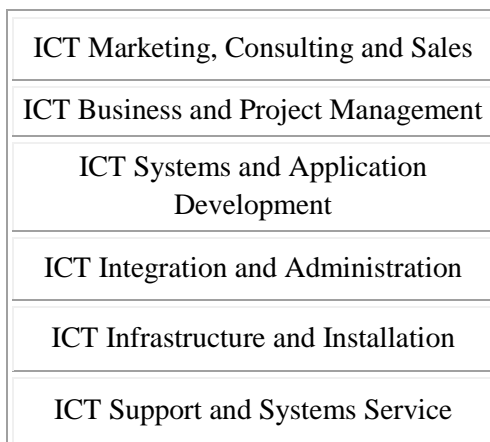 ICT Marketing, Consulting and Sales
ICT Business and Project Management
ICT Systems and Application
Development
ICT Integration and Administration
ICT Infrastructure and Installation
ICT Support and Systems Service